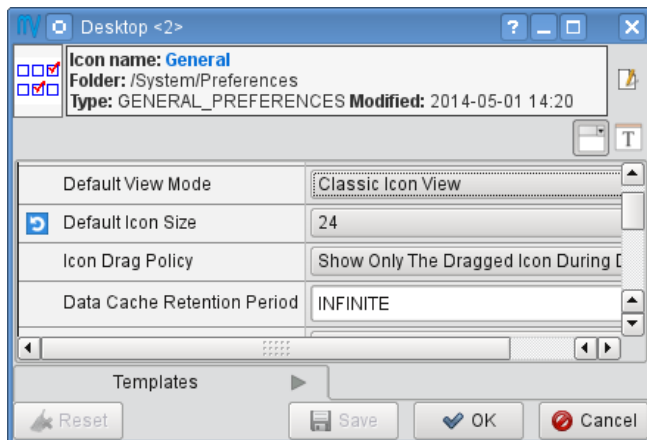 Desktop <2>
Icon name: General
Folder: /System/Preferences
Type: GENERAL_PREFERENCES Modified: 2014-05-01 14:20
T
Default View Mode Classic Icon View
Default Icon Size 24
Icon Drag Policy Show Only The Dragged Icon During D
Data Cache Retention Period INFINITE
Templates
Reset Save OK Cancel